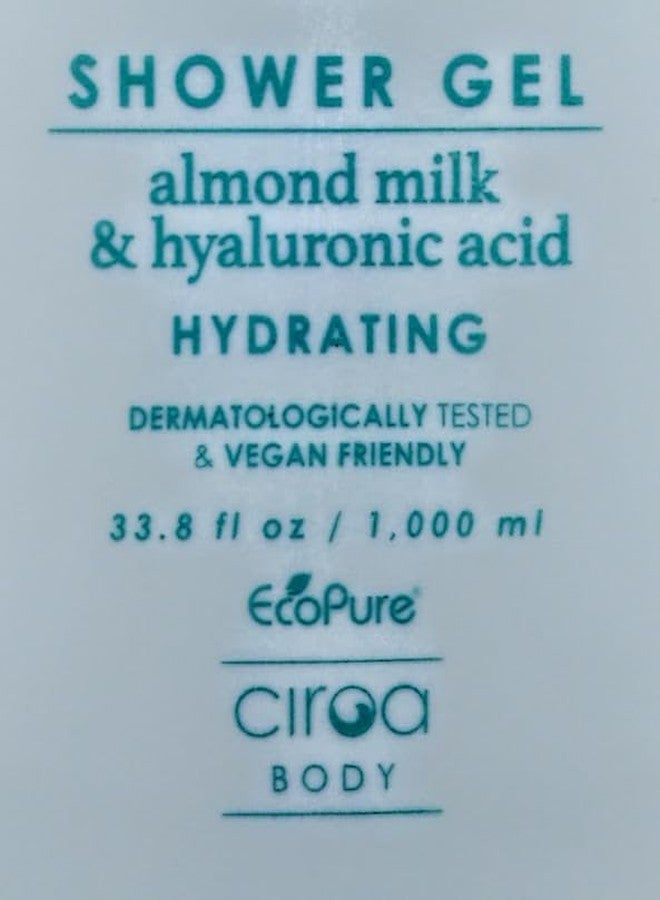 SHOWER GEL
almond milk
& hyaluronic acid
HYDRATING
DERMATOLOGICALLY TESTED
& VEGAN FRIENDLY
33.8 fl oz / 1,000 ml
EcoPure®
ciroa
BODY